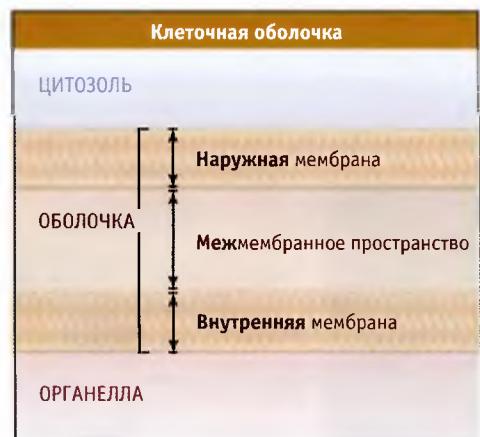 Клеточная оболочка
ЦИТОЗОЛЬ
Наружная мембрана
ОБОЛОЧКА
Межмембранное пространство
Внутренняя мембрана
ОРГАНЕЛЛА